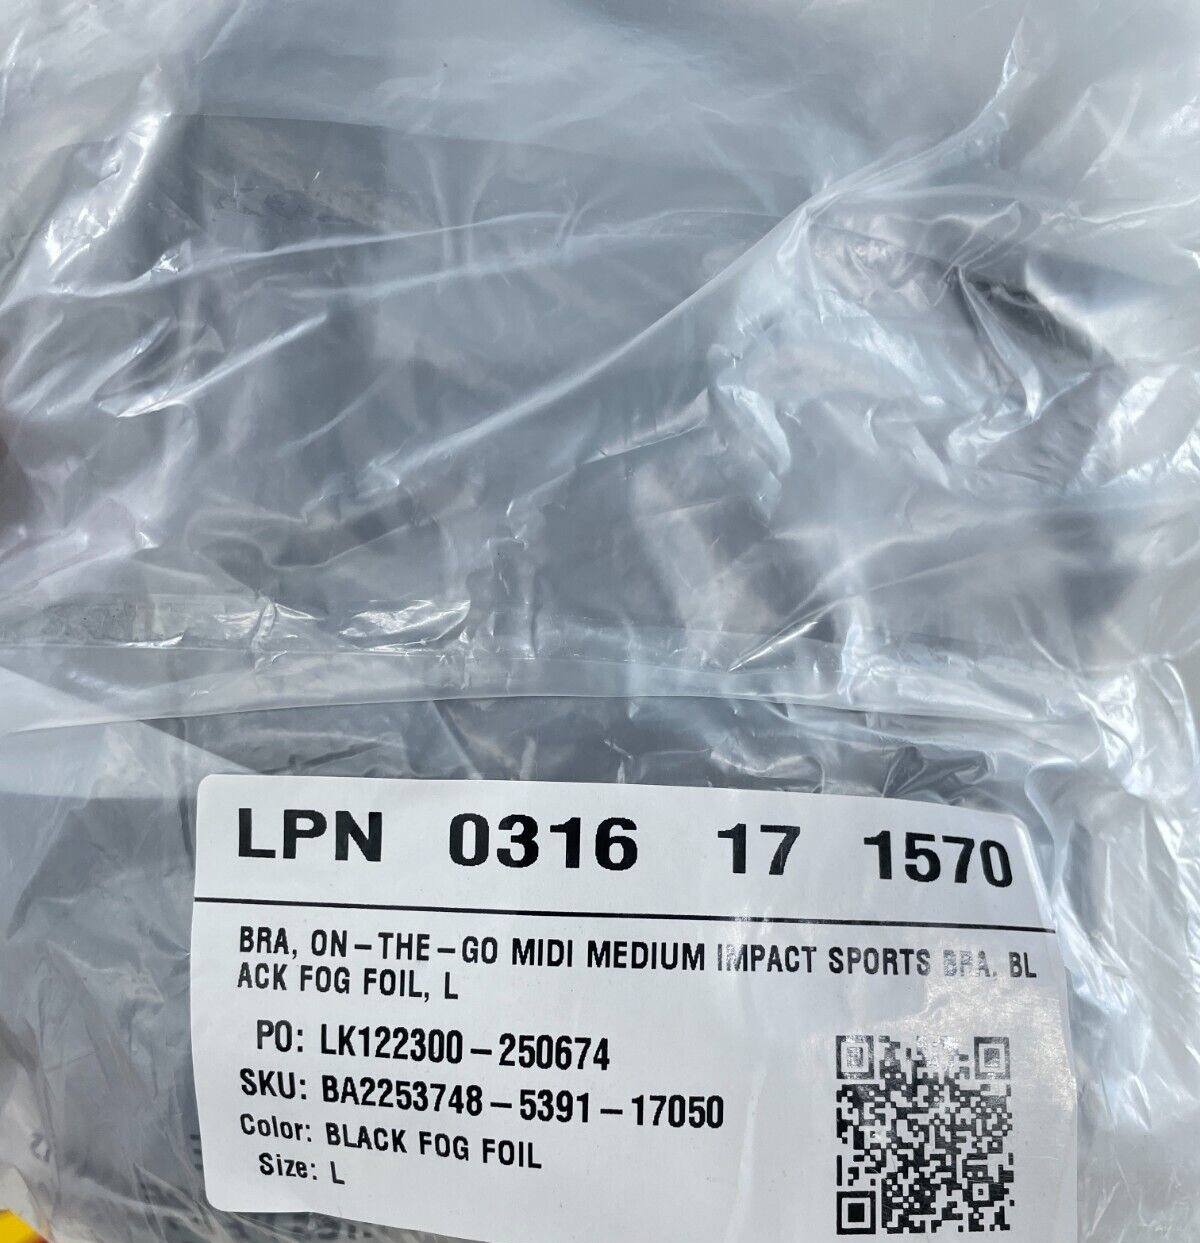 LPN 0316 17 1570
BRA, ON-THE-GO MIDI MEDIUM IMPACT SPORTS BRA, BL
ACK FOG FOIL, L
PO: LK122300-250674
SKU: BA2253748-5391-17050
Color: BLACK FOG FOIL
Size: L